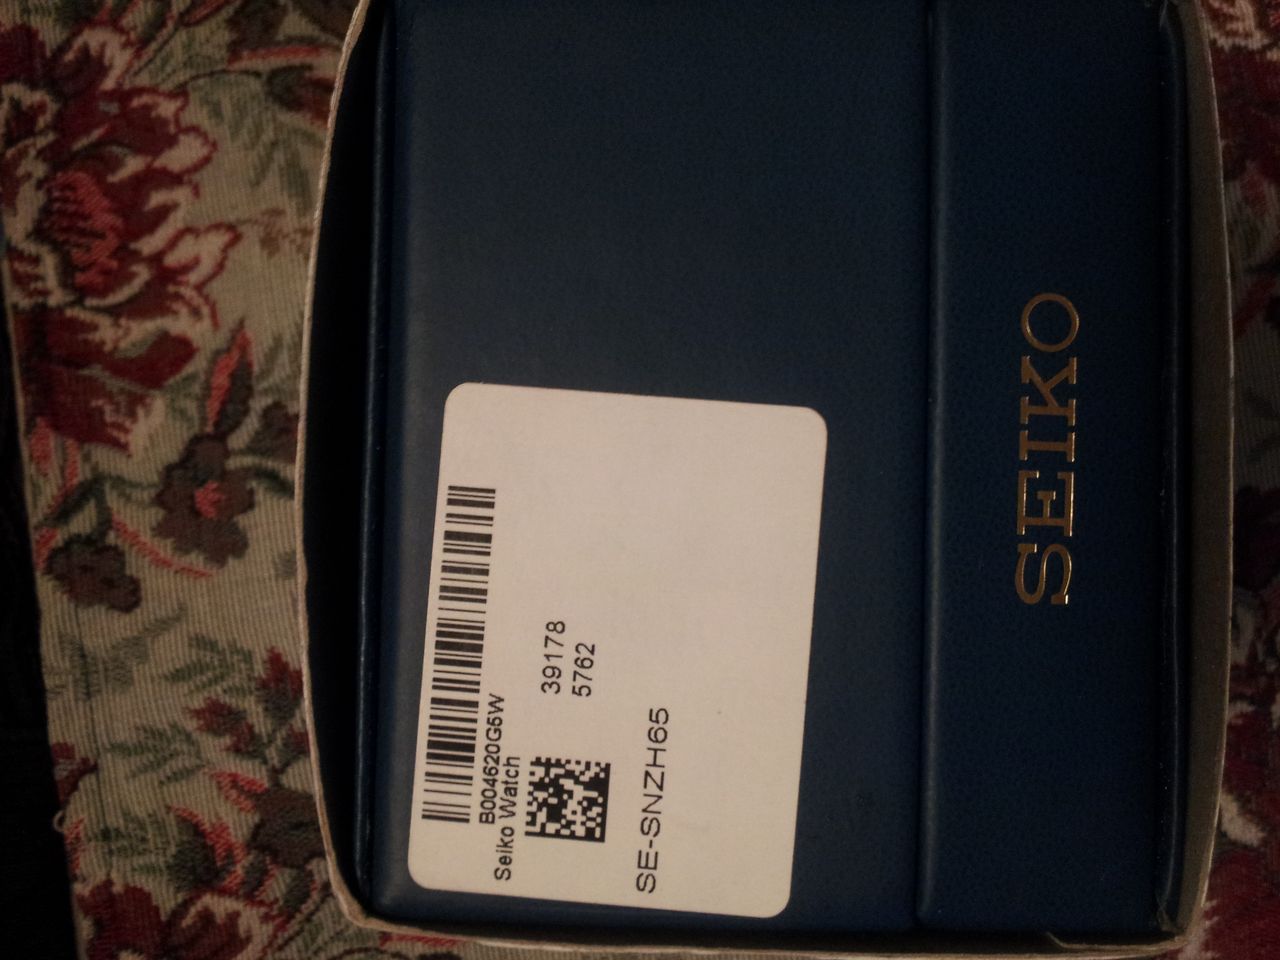 B004620G5W
Seiko Watch
39178
5762
SE-SNZH65
SEIKO